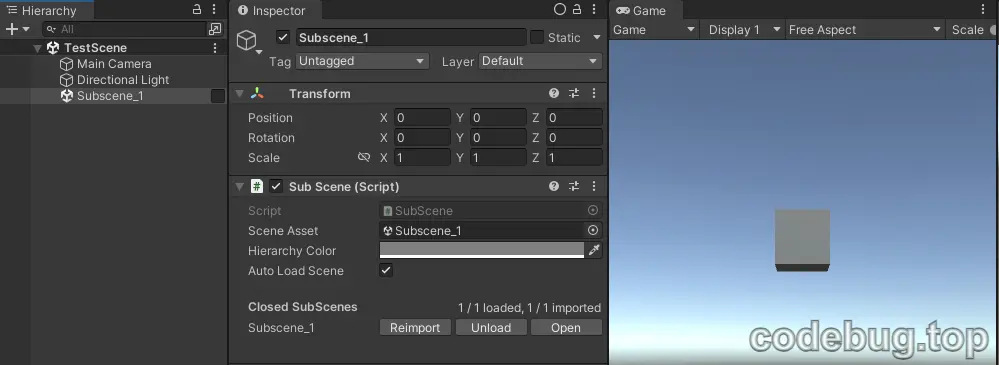 Hierarchy
All
TestScene
Main Camera
Directional Light
Subscene_1
Inspector
Subscene_1
Static
Tag Untagged Layer Default
Transform
Position X 0 Y 0 Z 0
Rotation X 0 Y 0 Z 0
Scale X 1 Y 1 Z 1
# Sub Scene (Script)
Script # SubScene
Scene Asset Subscene_1
Hierarchy Color
Auto Load Scene
Closed SubScenes 1 / 1 loaded, 1 / 1 imported
Subscene_1 Reimport Unload Open
Game
Game Display 1 Free Aspect Scale
codebug.top